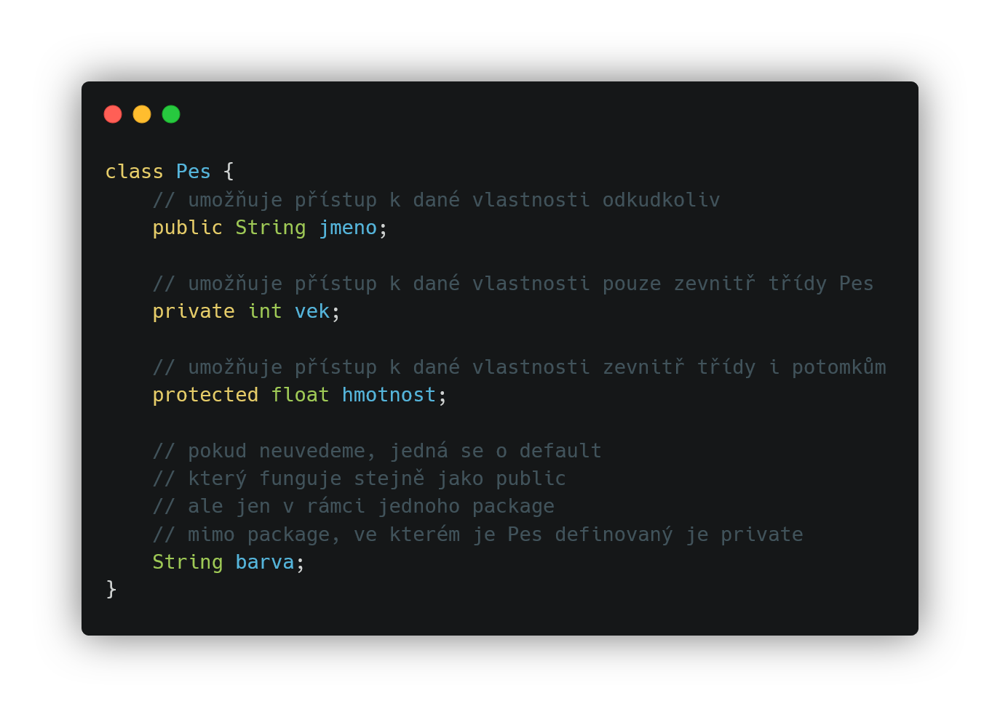 class Pes {
    // umožňuje přístup k dané vlastnosti odkudkoliv
    public String jmeno;

    // umožňuje přístup k dané vlastnosti pouze zevnitř třídy Pes
    private int vek;

    // umožňuje přístup k dané vlastnosti zevnitř třídy i potomkům
    protected float hmotnost;

    // pokud neuvedeme, jedná se o default
    // který funguje stejně jako public
    // ale jen v rámci jednoho package
    // mimo package, ve kterém je Pes definovaný je private
    String barva;
}